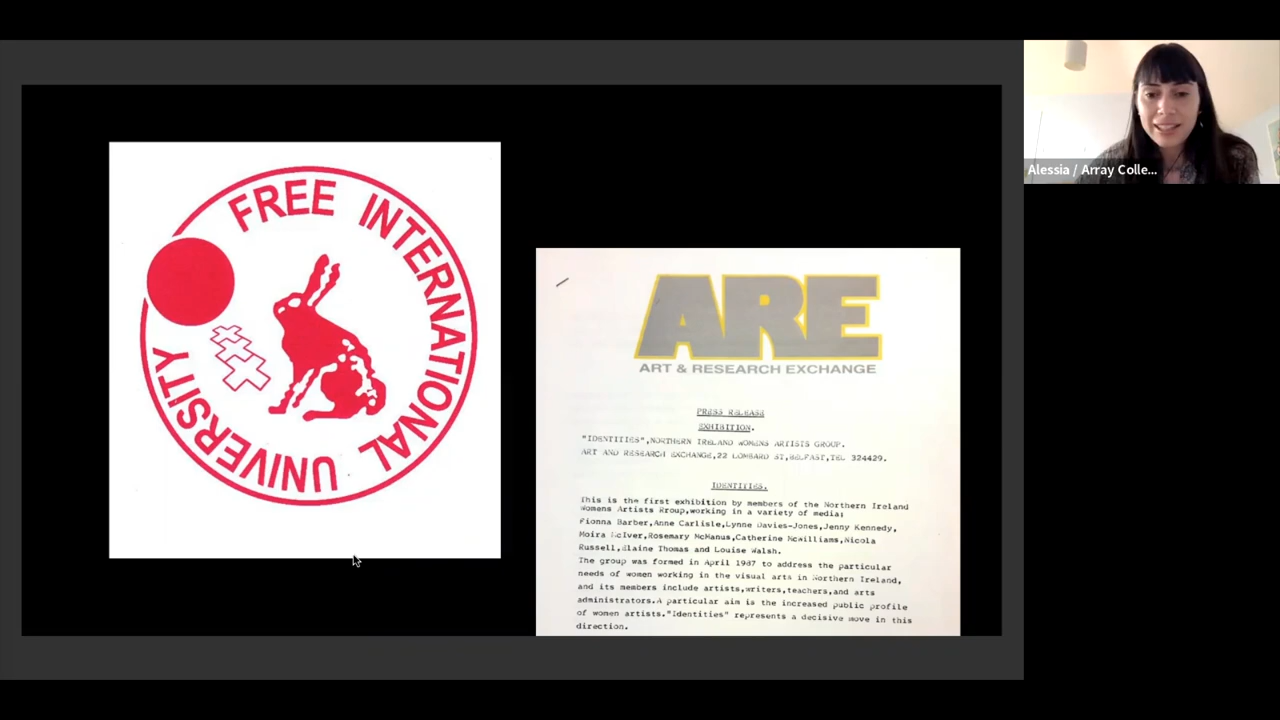 FREE INTERNATIONAL UNIVERSITY
ARE
ART & RESEARCH EXCHANGE
PRESS RELEASE
EXHIBITION.
"IDENTITIES",NORTHERN IRELAND WOMENS ARTISTS GROUP.
ART AND RESEARCH EXCHANGE,22 LOMBARD ST,BELFAST,TEL 324429.
IDENTITIES.
This is the first exhibition by members of the Northern Ireland
Womens Artists Rroup,working in a variety of media;
Fionna Barber,Anne Carlisle,Lynne Davies-Jones,Jenny Kennedy,
Moira McIver,Rosemary McManus,Catherine Mcwilliams,Nicola
Russell,Elaine Thomas and Louise Walsh.
The group was formed in April 1987 to address the particular
needs of women working in the visual arts in Northern Ireland,
and its members include artists,writers,teachers,and arts
administrators.A particular aim is the increased public profile
of women artists."Identities" represents a decisive move in this
direction.
Alessia / Array Colle...